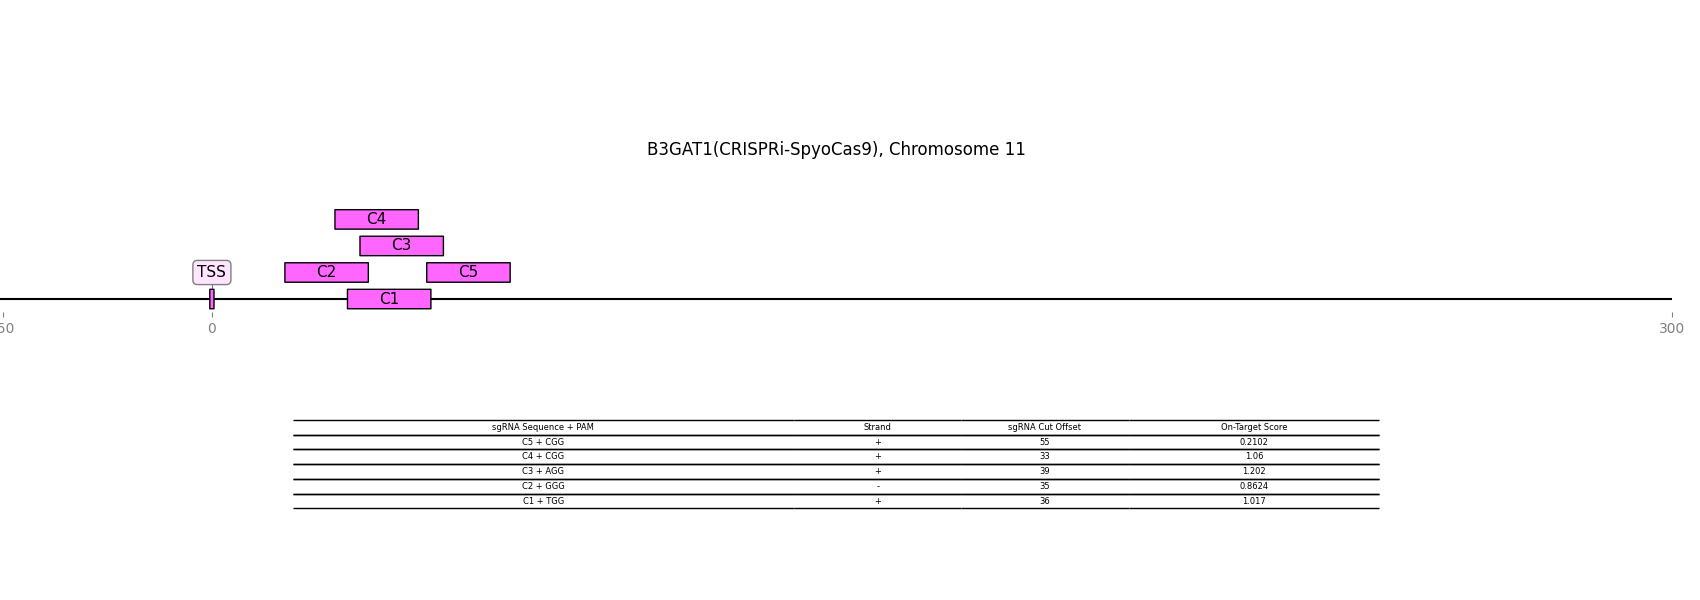 B3GAT1(CRISPRi-SpyoCas9), Chromosome 11
C4
C3
TSS C2 C5
C1
50 0 300
sgRNA Sequence + PAM Strand sgRNA Cut Offset On-Target Score
C5 + CGG + 55 0.2102
C4 + CGG + 33 1.06
C3 + AGG + 39 1.202
C2 + GGG - 35 0.8624
C1 + TGG + 36 1.017